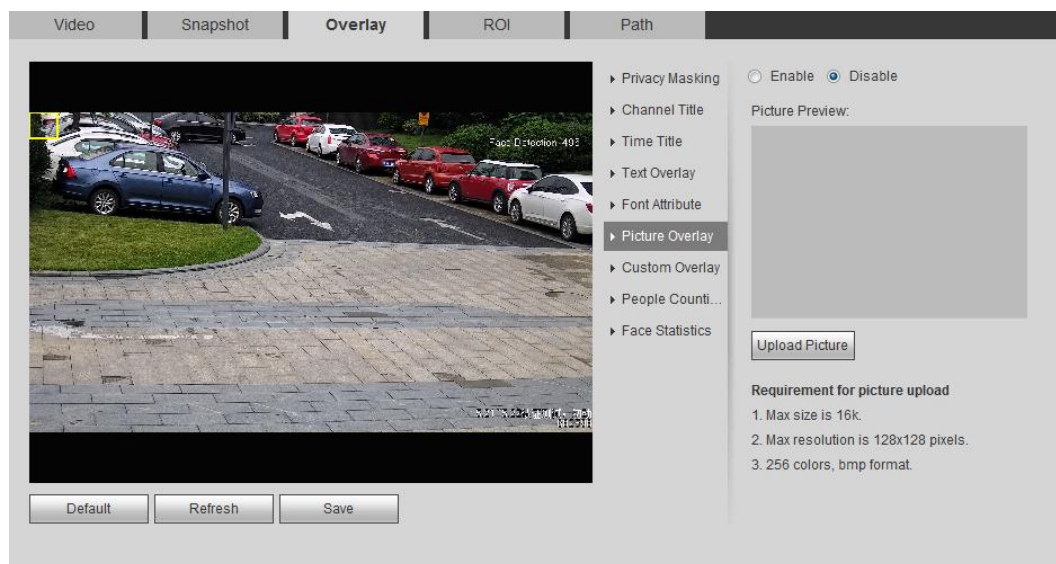 Video Snapshot Overlay ROI Path
Privacy Masking
Channel Title
Time Title
Text Overlay
Font Attribute
Picture Overlay
Custom Overlay
People Counti...
Face Statistics
Enable Disable
Picture Preview:
Upload Picture
Requirement for picture upload
1. Max size is 16k.
2. Max resolution is 128x128 pixels.
3. 256 colors, bmp format.
Face Detection
Default Refresh Save